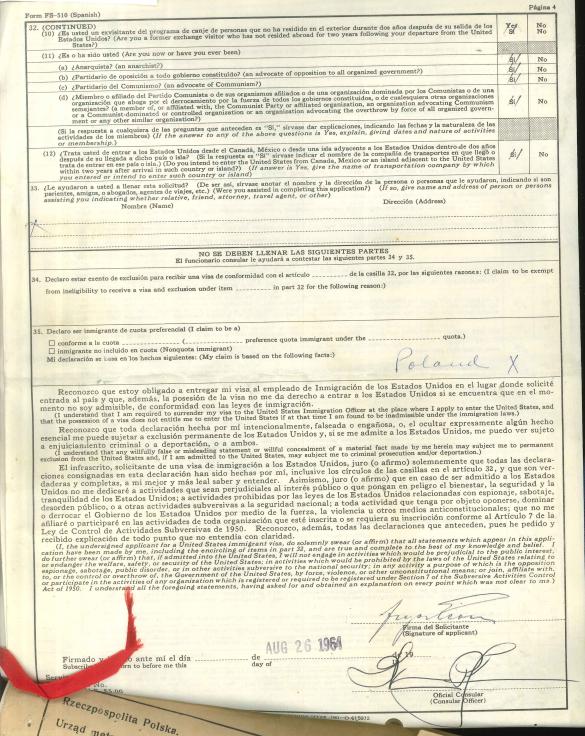 Form FS-510 (Spanish)
Página 4
32. (CONTINUED)
(10) ¿Es usted un exvisitante del programa de canje de personas que no ha residido en el exterior durante dos años después de su salida de los
Estados Unidos? (Are you a former exchange visitor who has not resided abroad for two years following your departure from the United
States?)
Yes No
Sí No
(11) ¿Es o ha sido usted (Are you now or have you ever been)
(a) ¿Anarquista? (an anarchist?) Sí No
(b) ¿Partidario de oposición a todo gobierno constituído? (an advocate of opposition to all organized government?) Sí No
(c) ¿Partidario del Comunismo? (an advocate of Communism?) Sí No
(d) ¿Miembro o afiliado del Partido Comunista o de sus organismos afiliados o de una organización dominada por los Comunistas o de una
organización que aboga por el derrocamiento por la fuerza de todos los gobiernos constituídos, o de cualesquiera otras organizaciones
semejantes? (a member of, or affiliated with, the Communist Party or affiliated organization, an organization advocating Communism
or a Communist-dominated or controlled organization or an organization advocating the overthrow by force of all organized govern-
ment or any other similar organization?) Sí No
(Si la respuesta a cualquiera de las preguntas que anteceden es "Sí," sírvase dar explicaciones, indicando las fechas y la naturaleza de las
actividades de los miembros) (If the answer to any of the above questions is Yes, explain, giving dates and nature of activities
or membership.)
(12) ¿Trata usted de entrar a los Estados Unidos desde el Canadá, México o desde una isla adyacente a los Estados Unidos dentro de dos años
después de su llegada a dicho país o isla? (Si la respuesta es "Sí" sírvase indicar el nombre de la compañía de transportes en que llegó o
trata de entrar en ese país o isla.) (Do you intend to enter the United States from Canada, Mexico or an island adjacent to the United States
within two years after arrival in such country or island?) (If answer is Yes, give the name of transportation company by which
you entered or intend to enter such country or island) Sí No
33. ¿Le ayudaron a usted a llenar esta solicitud? (De ser así, sírvase anotar el nombre y la dirección de la persona o personas que le ayudaron, indicando si son
parientes, amigos, o abogados, agentes de viajes, etc.) (Were you assisted in completing this application?) (If so, give name and address of person or persons
assisting you indicating whether relative, friend, attorney, travel agent, or other)
Nombre (Name)
Dirección (Address)
x
NO SE DEBEN LLENAR LAS SIGUIENTES PARTES
El funcionario consular le ayudará a contestar las siguientes partes 34 y 35.
34. Declaro estar exento de exclusión para recibir una visa de conformidad con el artículo de la casilla 32, por las siguientes razones: (I claim to be exempt
from ineligibility to receive a visa and exclusion under item in part 32 for the following reason:)
35. Declaro ser inmigrante de cuota preferencial (I claim to be a)
conforme a la cuota ( preference quota immigrant under the quota.)
inmigrante no incluído en cuota (Nonquota immigrant)
Mi declaración se basa en los hechos siguientes: (My claim is based on the following facts:)
Poland X
Reconozco que estoy obligado a entregar mi visa al empleado de Inmigración de los Estados Unidos en el lugar donde solicité
entrada al país y que, además, la posesión de la visa no me da derecho a entrar a los Estados Unidos si se encuentra que en el mo-
mento no soy admisible, de conformidad con las leyes de inmigración.
(I understand that I am required to surrender my visa to the United States Immigration Officer at the place where I apply to enter the United States, and
that the possession of a visa does not entitle me to enter the United States if at that time I am found to be inadmissible under the immigration laws.)
Reconozco que toda declaración hecha por mí intencionalmente, falseada o engañosa, o el ocultar expresamente algún hecho
esencial me puede sujetar a exclusión permanente de los Estados Unidos y, si se me admite a los Estados Unidos, me puedo ver sujeto
a enjuiciamiento criminal o a deportación, o a ambos.
(I understand that any willfully false or misleading statement or willful concealment of a material fact made by me herein may subject me to permanent
exclusion from the United States and, if I am admitted to the United States, may subject me to criminal prosecution and/or deportation.)
El infrascrito, solicitante de una visa de inmigración a los Estados Unidos, juro (o afirmo) solemnemente que todas las decla-
raciones consignadas en esta declaración han sido hechas por mí, inclusive los círculos de las casillas en el artículo 32, y que son ver-
daderas y completas, a mi mejor y más leal saber y entender. Asimismo, juro (o afirmo) que en caso de ser admitido a los Estados
Unidos no me dedicaré a actividades que sean perjudiciales al interés público o que pongan en peligro el bienestar, la seguridad y la
tranquilidad de los Estados Unidos; a actividades prohibidas por las leyes de los Estados Unidos relacionadas con espionaje, sabotaje,
desorden público, o a otras actividades subversivas a la seguridad nacional; a toda actividad que tenga por objeto oponerse, dominar
o derrocar el Gobierno de los Estados Unidos por medio de la fuerza, la violencia u otros medios anticonstitucionales; que no me
afiliaré o participaré en las actividades de toda organización que esté inscrita o se requiera su inscripción conforme al Artículo 7 de la
Ley de Control de Actividades Subversivas de 1950. Reconozco, además, todas las declaraciones que anteceden, pues he pedido y
recibido explicación de todo punto que no entendía con claridad.
(I, the undersigned applicant for a United States immigrant visa, do solemnly swear (or affirm) that all statements which appear in this appli-
cation have been made by me, including the encircling of items in part 32, and are true and complete to the best of my knowledge and belief. I
do further swear (or affirm) that, if admitted into the United States, I will not engage in activities which would be prejudicial to the public interest,
or endanger the welfare, safety, or security of the United States; in activities which would be prohibited by the laws of the United States relating to
espionage, sabotage, public disorder, or in other activities subversive to the national security; in any activity a purpose of which is the opposition
to, or the control or overthrow of, the Government of the United States, by force, violence, or other unconstitutional means; or join, affiliate with,
or participate in the activities of any organization which is registered or required to be registered under Section 7 of the Subversive Activities Control
Act of 1950. I understand all the foregoing statements, having asked for and obtained an explanation on every point which was not clear to me.)
Firma del Solicitante
(Signature of applicant)
AUG 26 1961
Firmado y ante mí el día de de 19
Subscribed to before me this day of
Oficial Consular
(Consular Officer)
Rzeczpospolita Polska.
Urząd